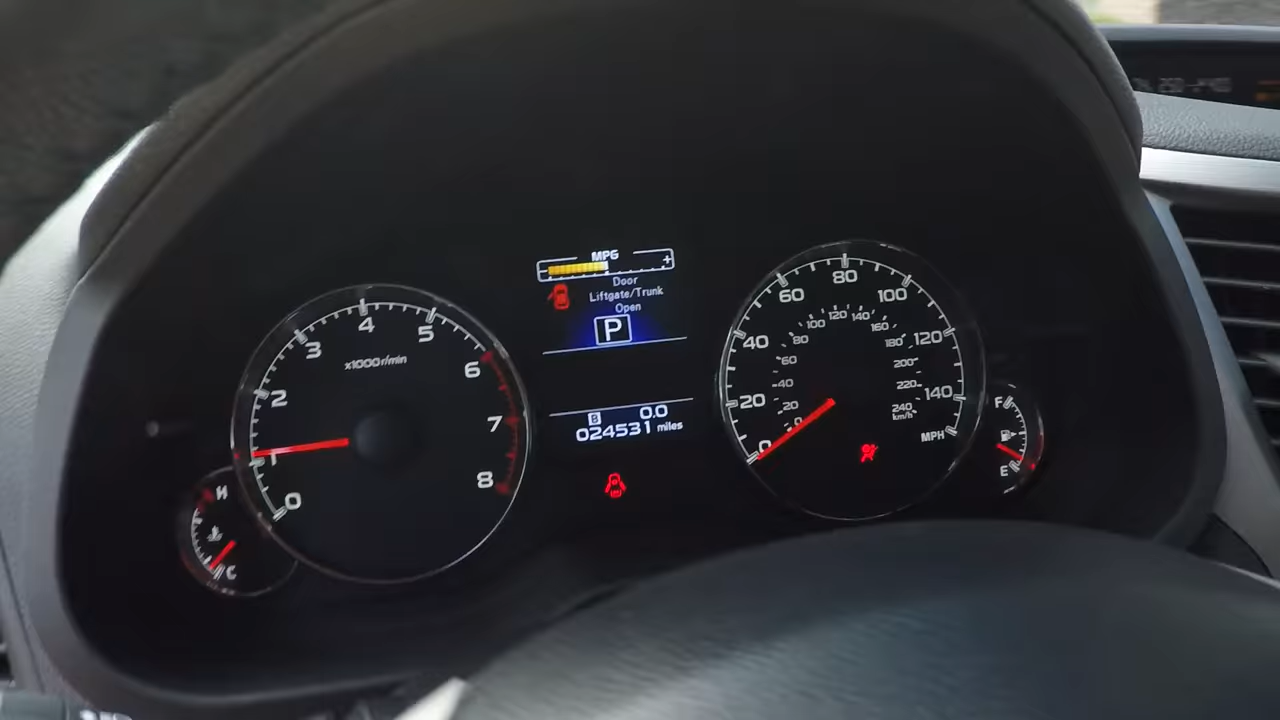 MPG
- +
Door
Liftgate/Trunk
Open
P
B 0.0
024531 miles
x1000r/min
0
1
2
3
4
5
6
7
8
H
C
0
20
40
60
80
100
120
140
MPH
0
20
40
60
80
100
120
140
160
180
200
220
240
km/h
F
E